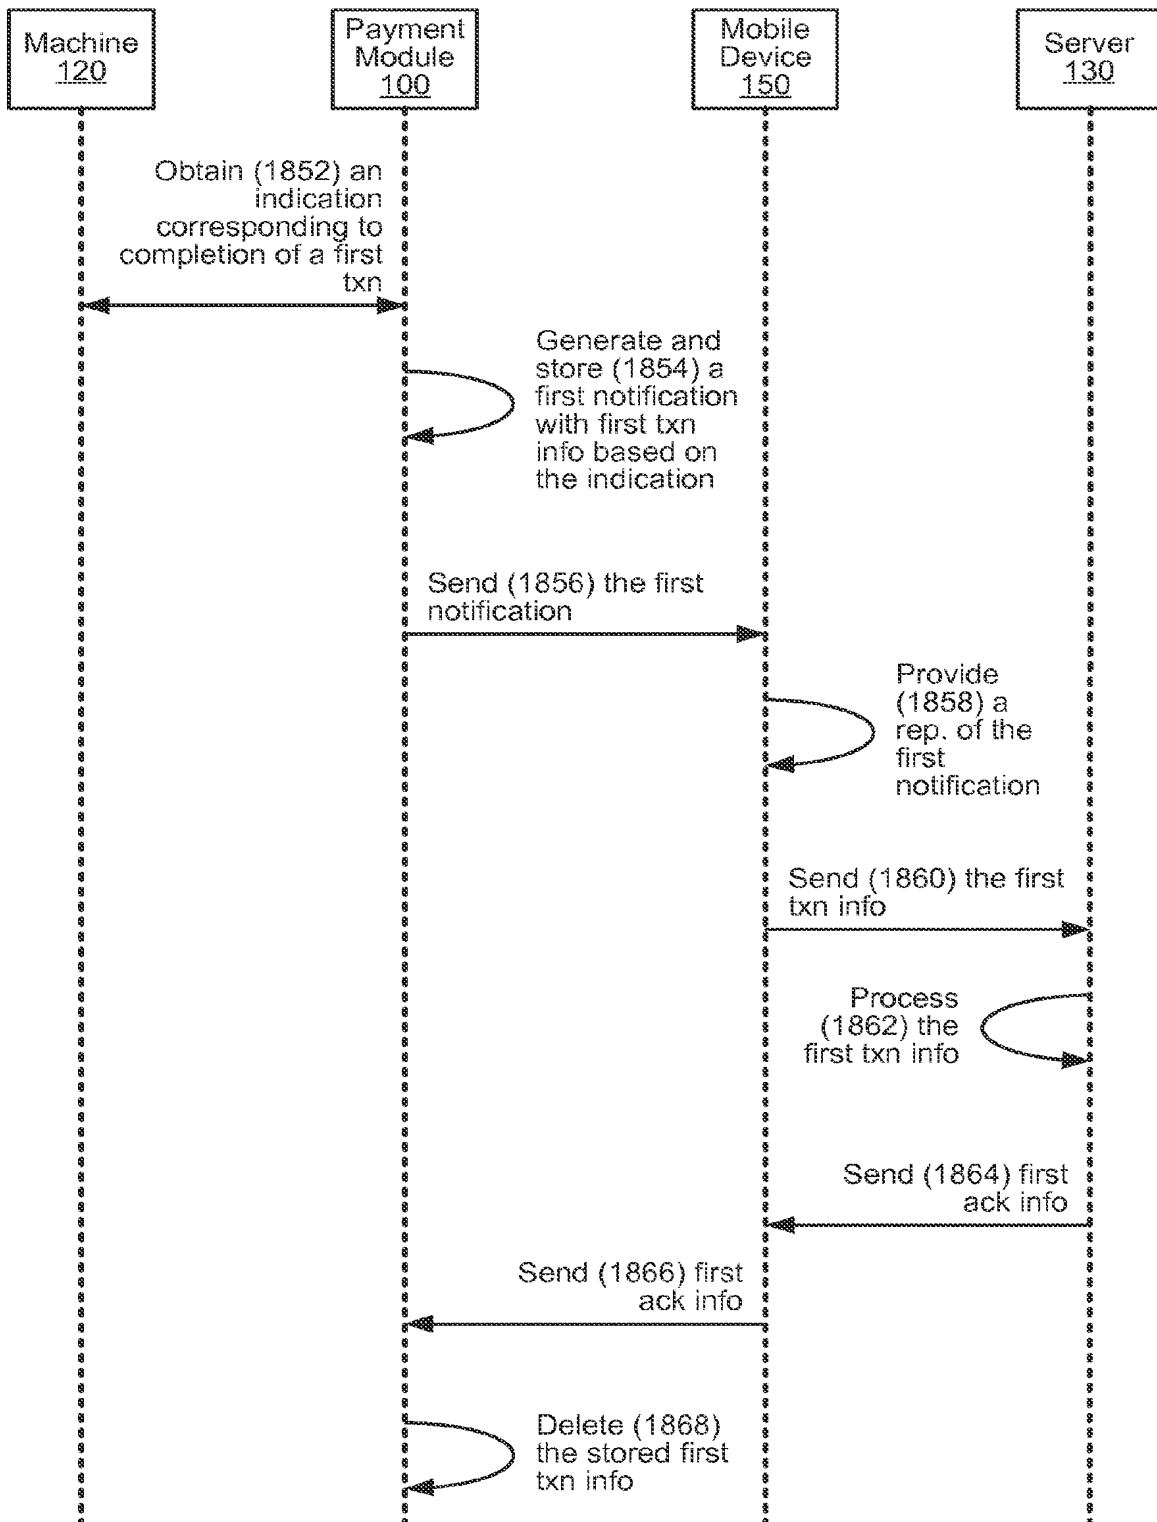 Machine
120
Payment
Module
100
Mobile
Device
150
Server
130
Obtain (1852) an
indication
corresponding to
completion of a first
txn
Generate and
store (1854) a
first notification
with first txn
info based on
the indication
Send (1856) the first
notification
Provide
(1858) a
rep. of the
first
notification
Send (1860) the first
txn info
Process
(1862) the
first txn info
Send (1864) first
ack info
Send (1866) first
ack info
Delete (1868)
the stored first
txn info